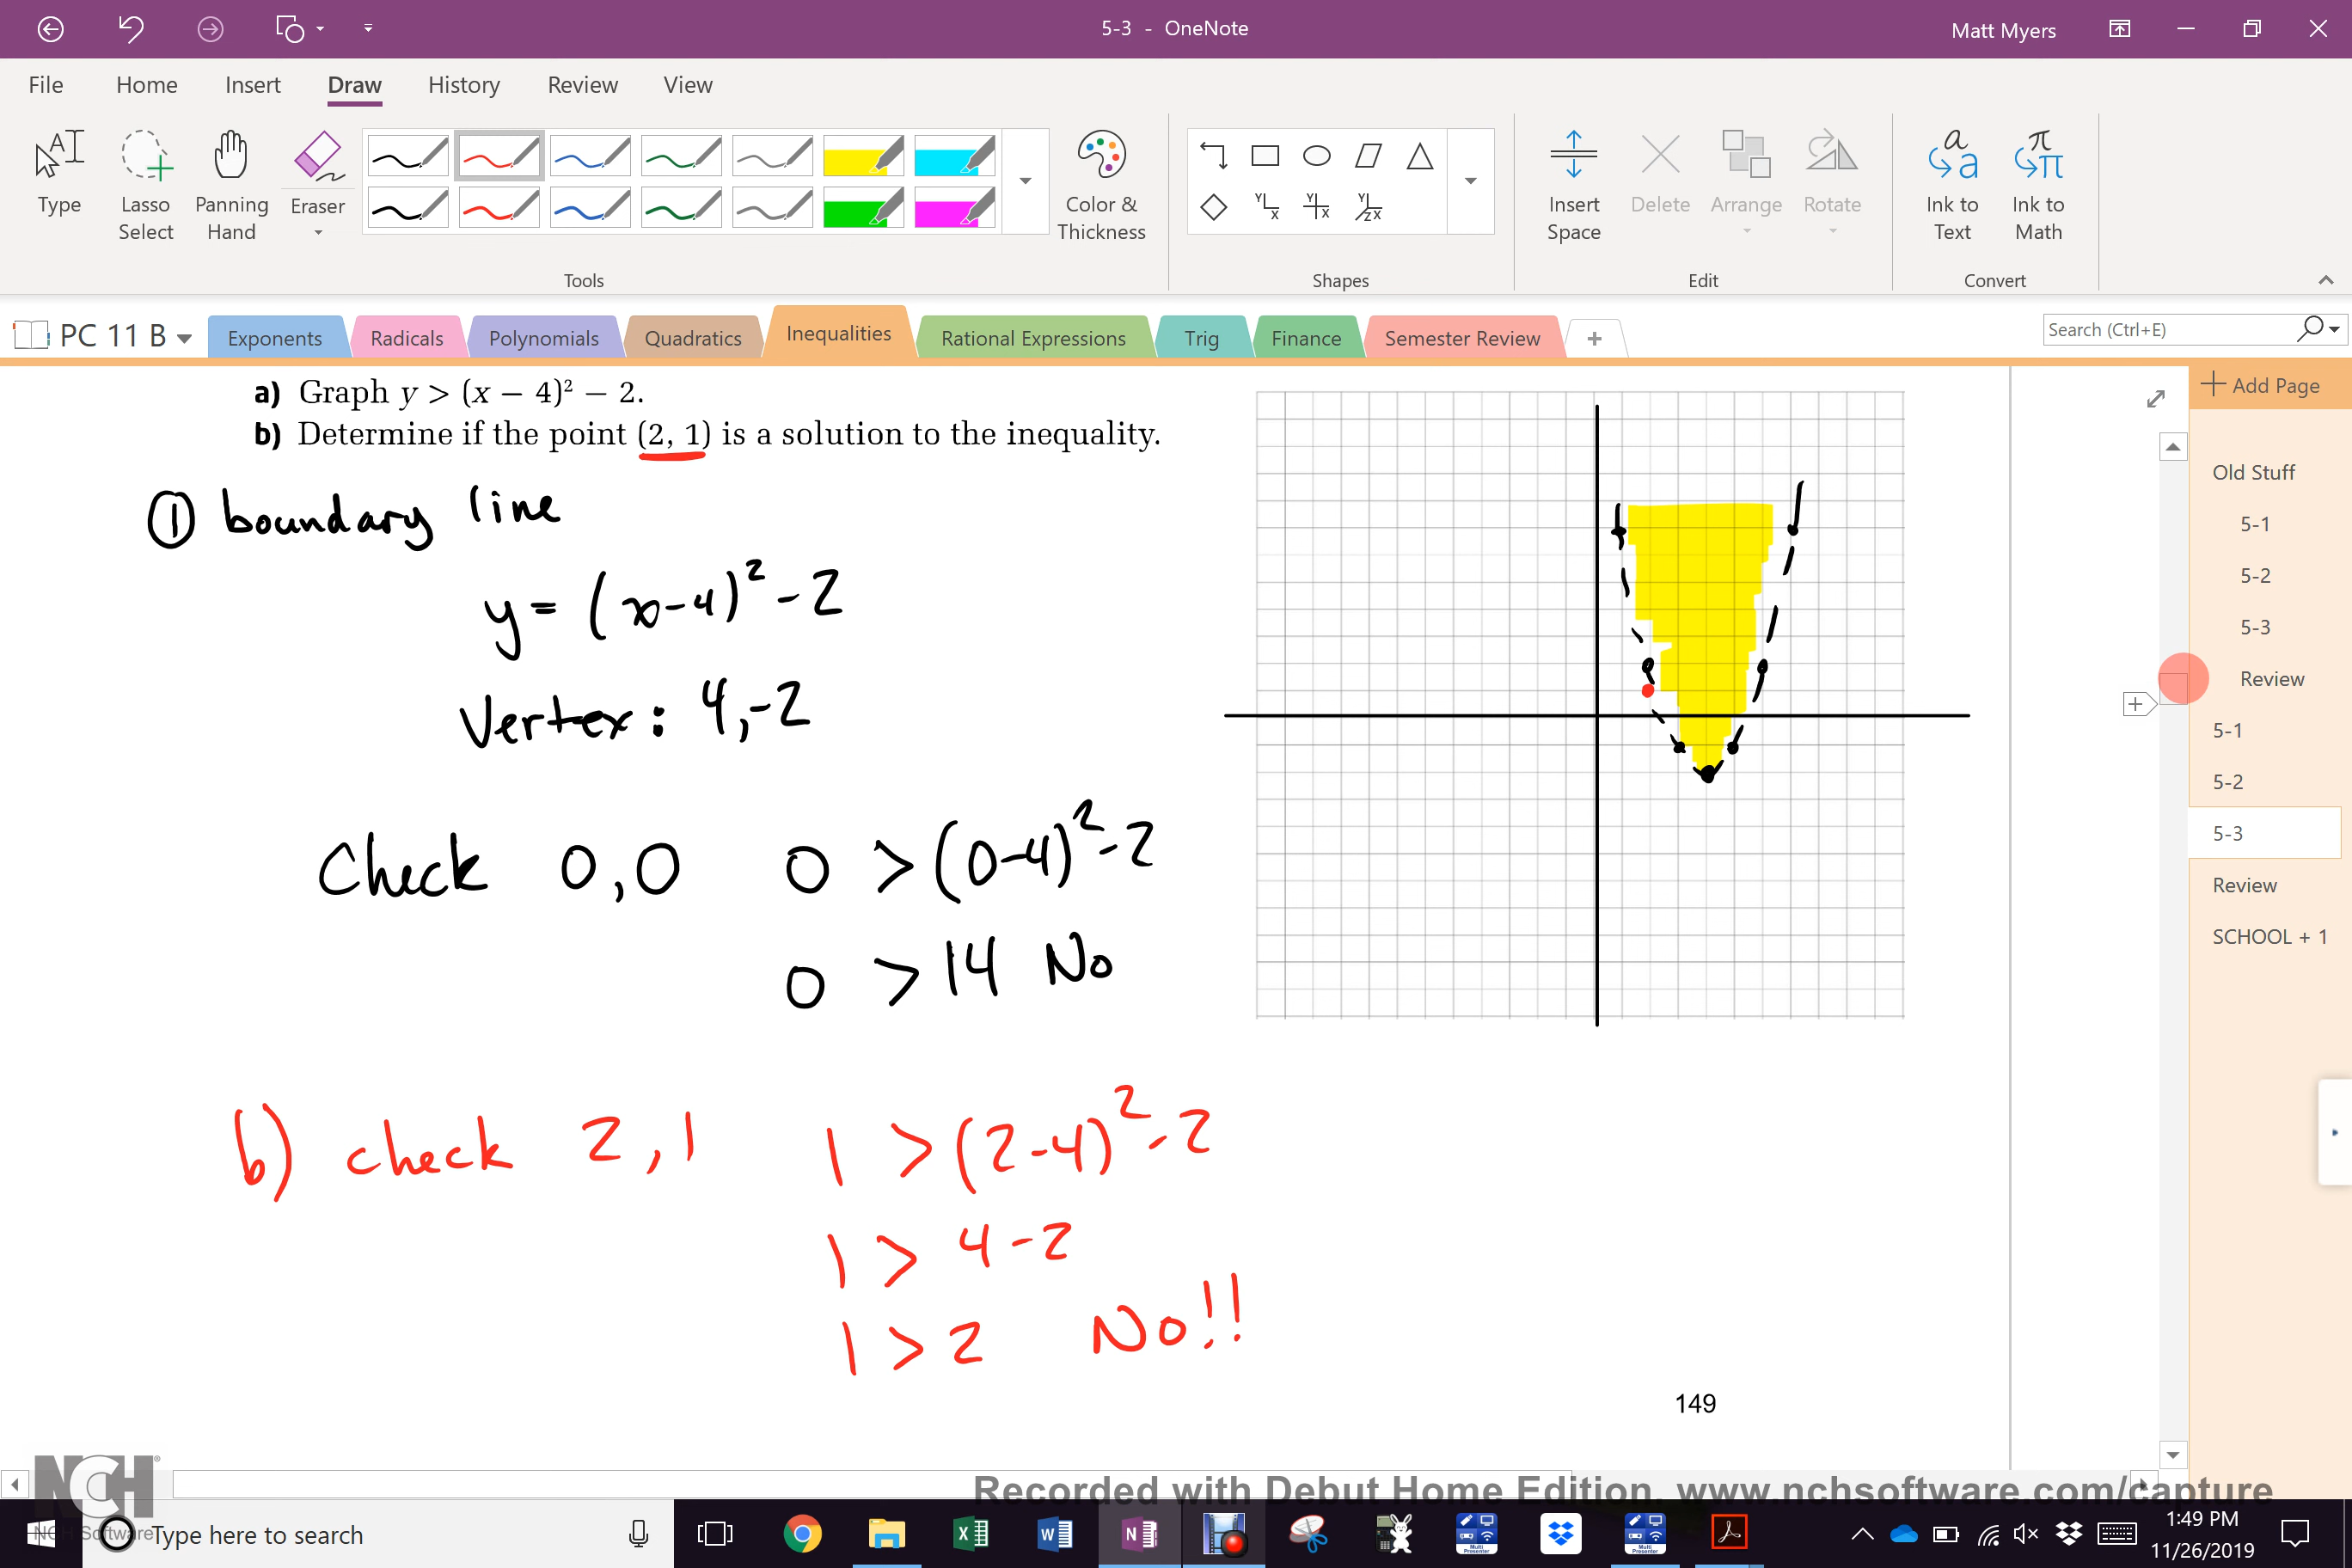 5-3 - OneNote
Matt Myers
File Home Insert Draw History Review View
Type
Lasso Select
Panning Hand
Eraser
Color & Thickness
Insert Space
Delete
Arrange
Rotate
Ink to Text
Ink to Math
Tools
Shapes
Edit
Convert
PC 11 B
Exponents
Radicals
Polynomials
Quadratics
Inequalities
Rational Expressions
Trig
Finance
Semester Review
Search (Ctrl+E)
Add Page
Old Stuff
5-1
5-2
5-3
Review
5-1
5-2
5-3
Review
SCHOOL + 1
a) Graph y > (x − 4)² − 2.
b) Determine if the point (2, 1) is a solution to the inequality.
① boundary line
y = (x-4)² - 2
Vertex: 4,-2
Check 0,0 0 > (0-4)² - 2
0 > 14 No
b) check 2,1 1 > (2-4)² - 2
1 > 4 - 2
1 > 2 No!!
149
NCH®
NCH Software
Recorded with Debut Home Edition. www.nchsoftware.com/capture
Type here to search
1:49 PM
11/26/2019